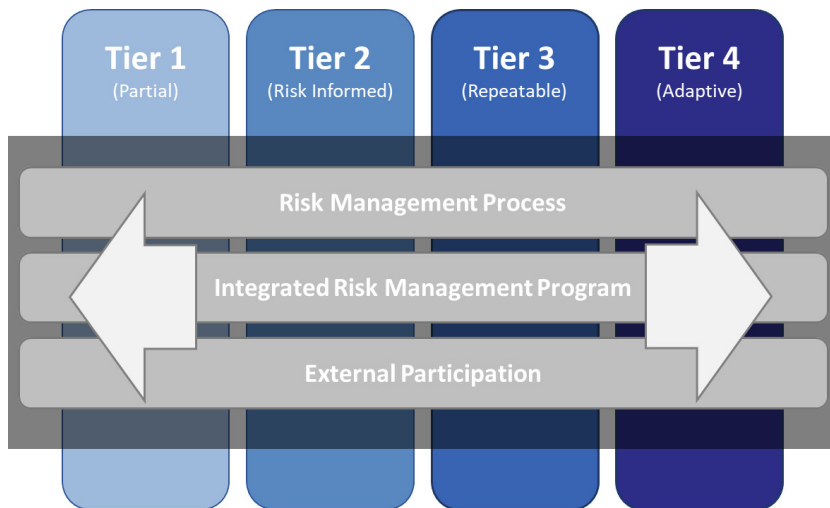 Tier 1
(Partial)
Tier 2
(Risk Informed)
Tier 3
(Repeatable)
Tier 4
(Adaptive)
Risk Management Process
Integrated Risk Management Program
External Participation